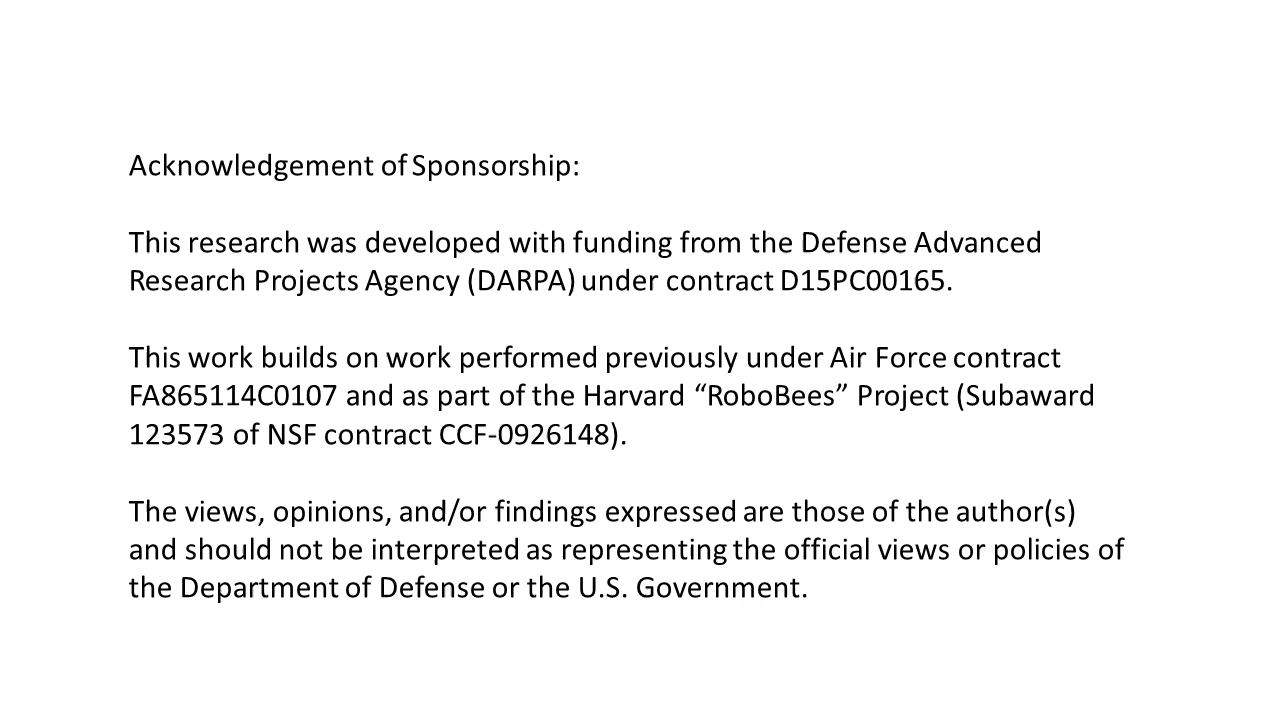 Acknowledgement of Sponsorship:
This research was developed with funding from the Defense Advanced
Research Projects Agency (DARPA) under contract D15PC00165.
This work builds on work performed previously under Air Force contract
FA865114C0107 and as part of the Harvard “RoboBees” Project (Subaward
123573 of NSF contract CCF-0926148).
The views, opinions, and/or findings expressed are those of the author(s)
and should not be interpreted as representing the official views or policies of
the Department of Defense or the U.S. Government.